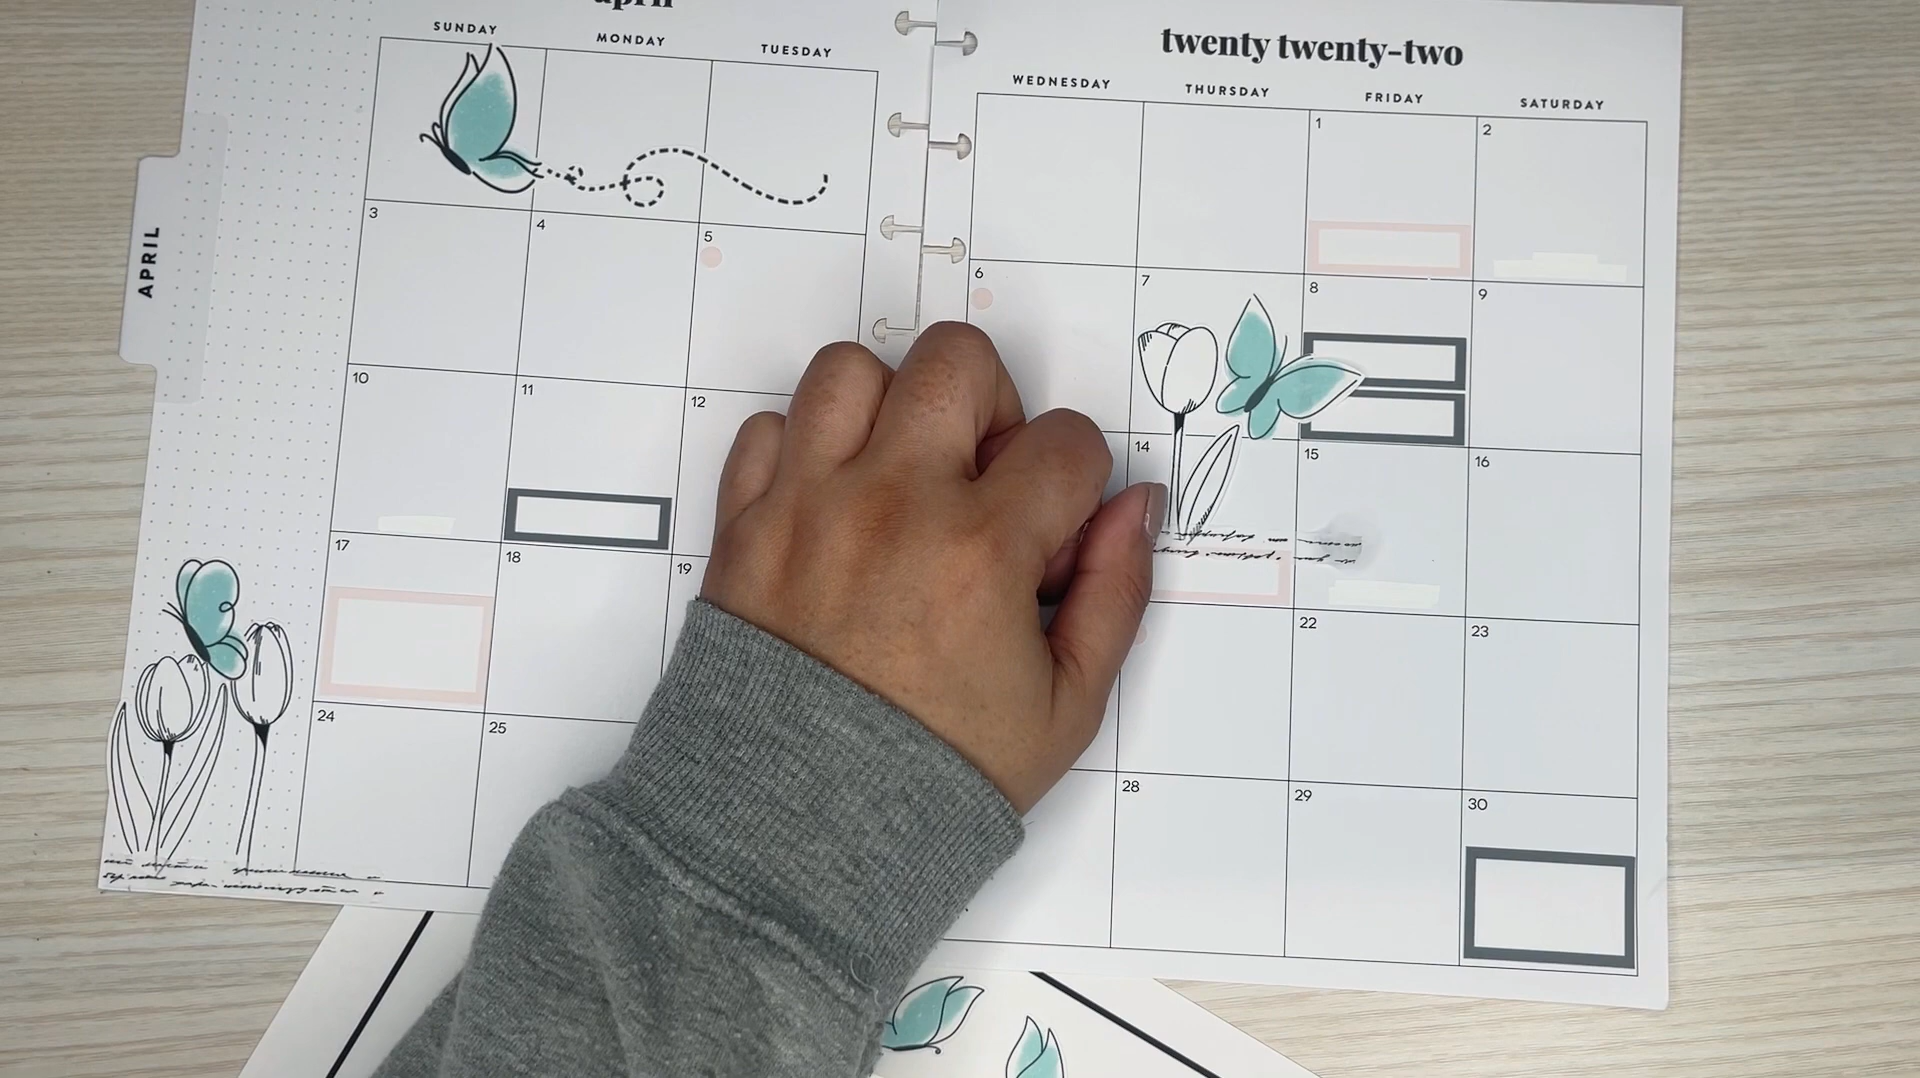 april
twenty twenty-two
SUNDAY MONDAY TUESDAY WEDNESDAY THURSDAY FRIDAY SATURDAY
1 2
3 4 5 6 7 8 9
10 11 12 14 15 16
17 18 19 22 23
24 25 28 29 30
APRIL